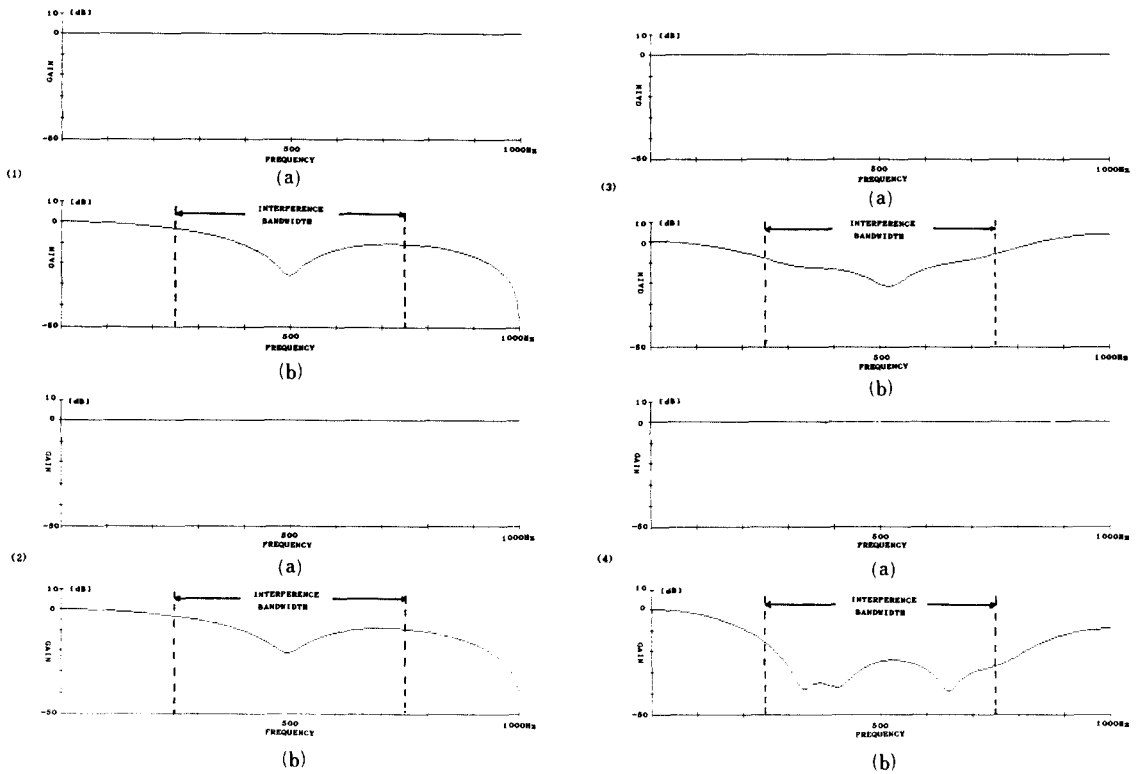 (1)
10 [dB]
0
GAIN
-50
500
1000Hz
FREQUENCY
(a)
10 [dB]
0
GAIN
-50
INTERFERENCE
BANDWIDTH
500
1000Hz
FREQUENCY
(b)
(2)
10 [dB]
0
GAIN
-50
500
1000Hz
FREQUENCY
(a)
10 [dB]
0
GAIN
-50
INTERFERENCE
BANDWIDTH
500
1000Hz
FREQUENCY
(b)
(3)
10 [dB]
0
GAIN
-50
500
1000Hz
FREQUENCY
(a)
10 [dB]
0
GAIN
-50
INTERFERENCE
BANDWIDTH
500
1000Hz
FREQUENCY
(b)
(4)
10 [dB]
0
GAIN
-50
500
1000Hz
FREQUENCY
(a)
10 [dB]
0
GAIN
-50
INTERFERENCE
BANDWIDTH
500
1000Hz
FREQUENCY
(b)